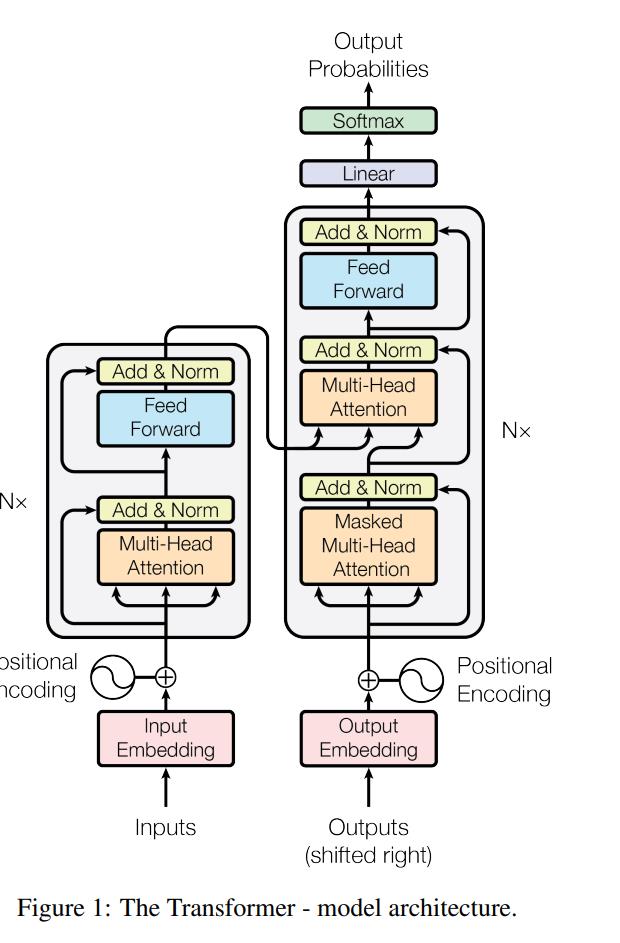 Output
Probabilities
Softmax
Linear
Add & Norm
Feed
Forward
Add & Norm
Multi-Head
Attention
Add & Norm
Masked
Multi-Head
Attention
Nx
Positional
Encoding
Output
Embedding
Outputs
(shifted right)
Add & Norm
Feed
Forward
Add & Norm
Multi-Head
Attention
N×
ositional
ncoding
Input
Embedding
Inputs
Figure 1: The Transformer - model architecture.